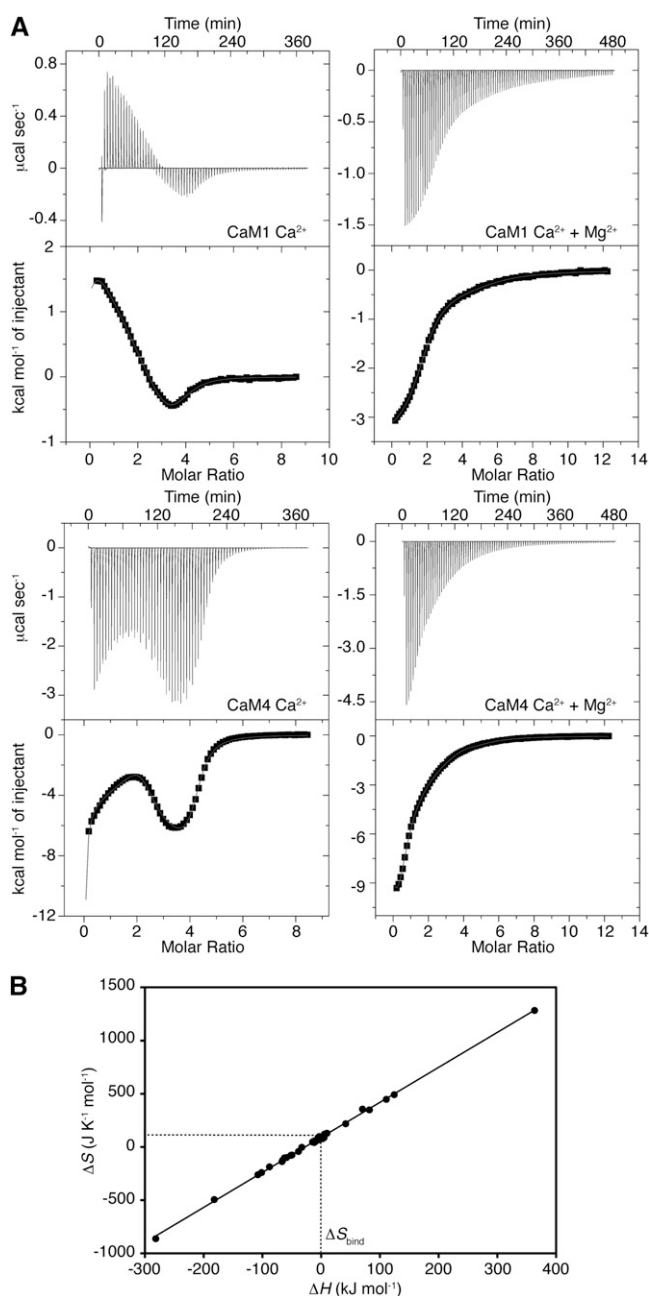 A
Time (min)
0 120 240 360
0.8
0.4
0
-0.4
µcal sec⁻¹
CaM1 Ca²⁺
2
1
0
-1
kcal mol⁻¹ of injectant
0 2 4 6 8 10
Molar Ratio
Time (min)
0 120 240 360 480
0
-0.5
-1.0
-1.5
CaM1 Ca²⁺ + Mg²⁺
0
-1
-2
-3
0 2 4 6 8 10 12 14
Molar Ratio
Time (min)
0 120 240 360
0
-1
-2
-3
µcal sec⁻¹
CaM4 Ca²⁺
0
-4
-8
-12
kcal mol⁻¹ of injectant
0 2 4 6 8
Molar Ratio
Time (min)
0 120 240 360 480
0
-1.5
-3.0
-4.5
CaM4 Ca²⁺ + Mg²⁺
0
-3
-6
-9
0 2 4 6 8 10 12 14
Molar Ratio
B
1500
1000
500
0
-500
-1000
ΔS (J K⁻¹ mol⁻¹)
ΔS bind
-300 -200 -100 0 100 200 300 400
ΔH (kJ mol⁻¹)